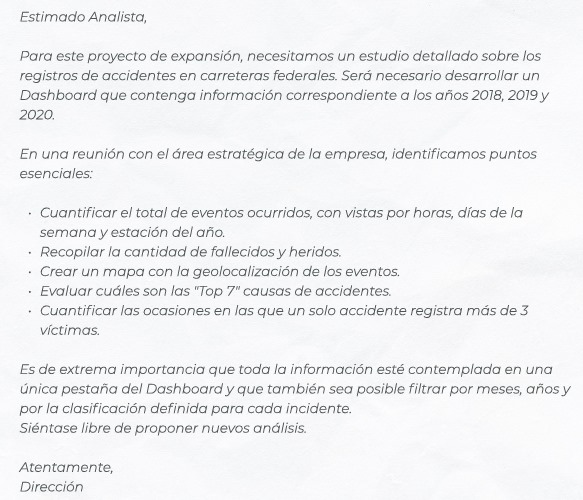 Estimado Analista,
Para este proyecto de expansión, necesitamos un estudio detallado sobre los
registros de accidentes en carreteras federales. Será necesario desarrollar un
Dashboard que contenga información correspondiente a los años 2018, 2019 y
2020.
En una reunión con el área estratégica de la empresa, identificamos puntos
esenciales:
· Cuantificar el total de eventos ocurridos, con vistas por horas, días de la
semana y estación del año.
· Recopilar la cantidad de fallecidos y heridos.
· Crear un mapa con la geolocalización de los eventos.
· Evaluar cuáles son las "Top 7" causas de accidentes.
· Cuantificar las ocasiones en las que un solo accidente registra más de 3
víctimas.
Es de extrema importancia que toda la información esté contemplada en una
única pestaña del Dashboard y que también sea posible filtrar por meses, años y
por la clasificación definida para cada incidente.
Siéntase libre de proponer nuevos análisis.
Atentamente,
Dirección